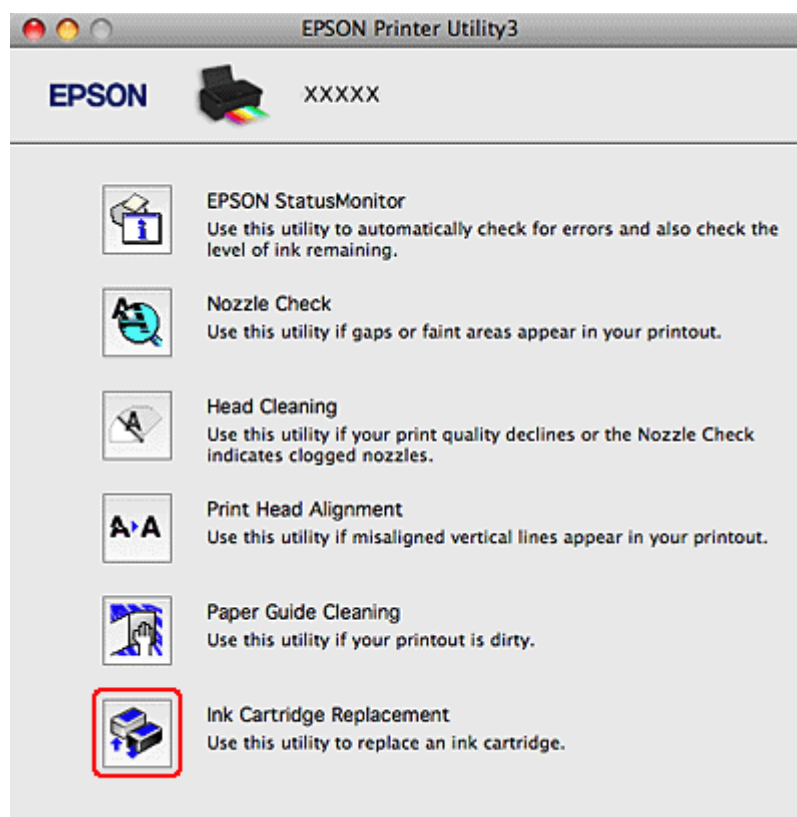 EPSON Printer Utility3
EPSON XXXXX
EPSON StatusMonitor
Use this utility to automatically check for errors and also check the
level of ink remaining.
Nozzle Check
Use this utility if gaps or faint areas appear in your printout.
Head Cleaning
Use this utility if your print quality declines or the Nozzle Check
indicates clogged nozzles.
A A
Print Head Alignment
Use this utility if misaligned vertical lines appear in your printout.
Paper Guide Cleaning
Use this utility if your printout is dirty.
Ink Cartridge Replacement
Use this utility to replace an ink cartridge.